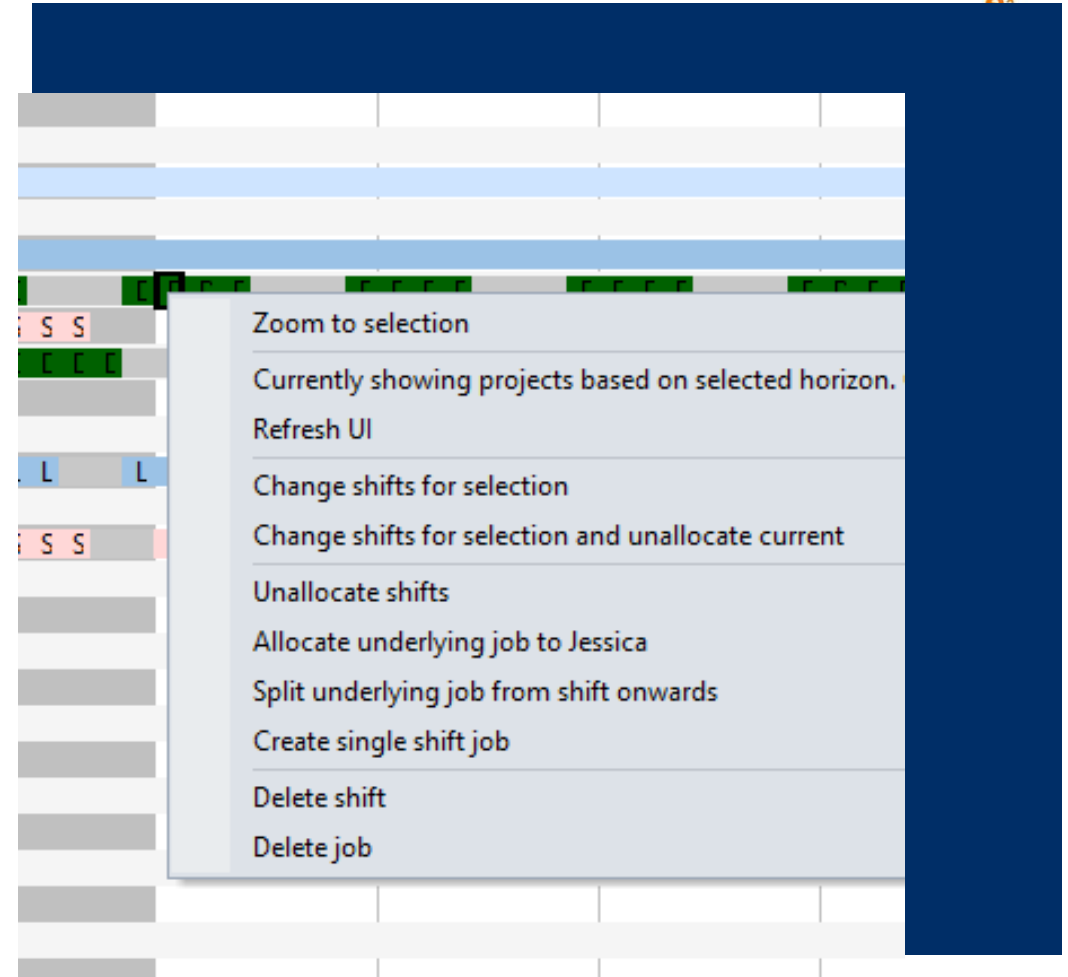 S S
L L
S S
Zoom to selection
Currently showing projects based on selected horizon.
Refresh UI
Change shifts for selection
Change shifts for selection and unallocate current
Unallocate shifts
Allocate underlying job to Jessica
Split underlying job from shift onwards
Create single shift job
Delete shift
Delete job